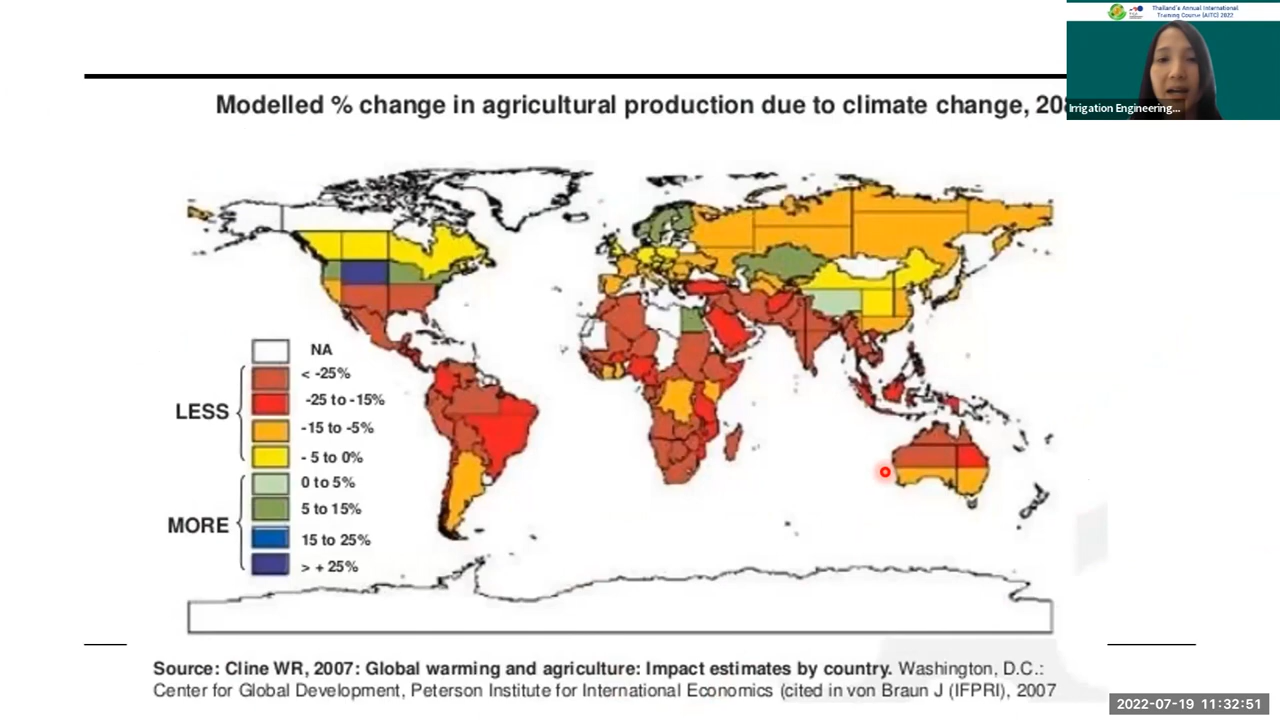 Thailand's Annual International
Training Course (AITC) 2022
Irrigation Engineering...
Modelled % change in agricultural production due to climate change, 20
NA
< -25%
-25 to -15%
LESS
-15 to -5%
- 5 to 0%
0 to 5%
5 to 15%
MORE
15 to 25%
> + 25%
Source: Cline WR, 2007: Global warming and agriculture: Impact estimates by country. Washington, D.C.:
Center for Global Development, Peterson Institute for International Economics (cited in von Braun J (IFPRI), 2007
2022-07-19 11:32:51